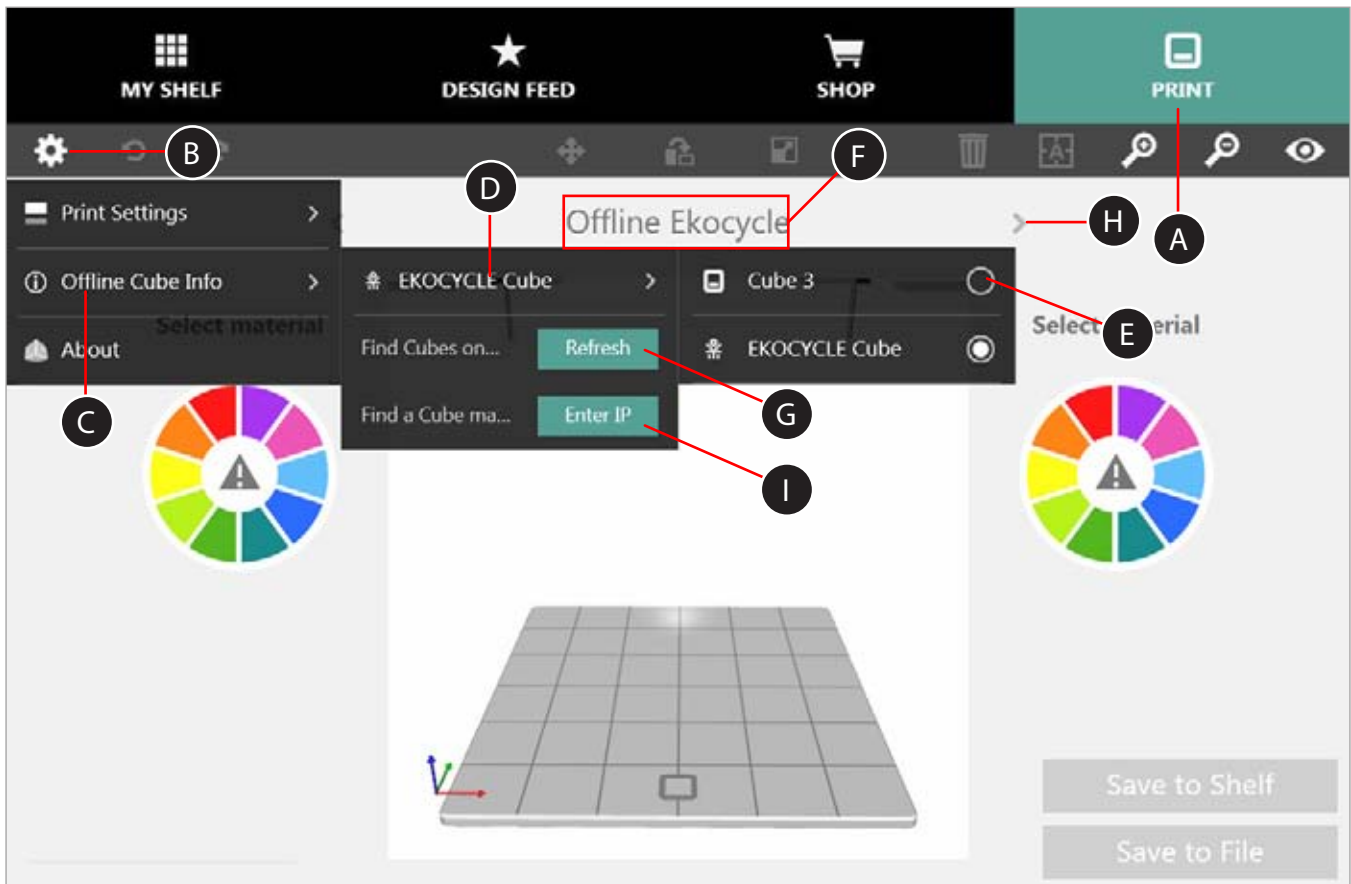 MY SHELF
DESIGN FEED
SHOP
PRINT
A
B
F
D
Print Settings
Offline Ekocycle
H
A
Offline Cube Info
EKOCYCLE Cube
Cube 3
Select material
Select erial
E
About
Find Cubes on...
Refresh
EKOCYCLE Cube
C
Find a Cube ma...
Enter IP
G
I
Save to Shelf
Save to File